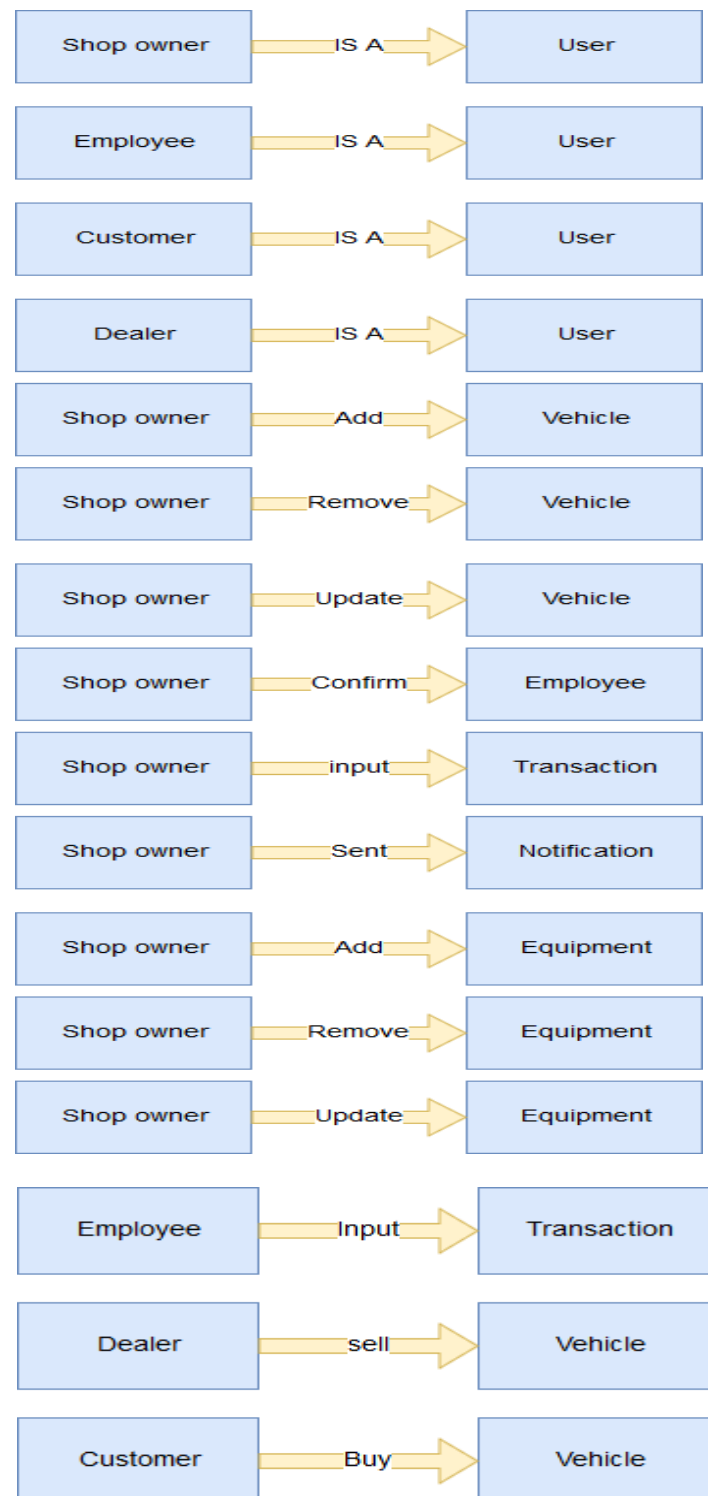 Shop owner IS A User
Employee IS A User
Customer IS A User
Dealer IS A User
Shop owner Add Vehicle
Shop owner Remove Vehicle
Shop owner Update Vehicle
Shop owner Confirm Employee
Shop owner input Transaction
Shop owner Sent Notification
Shop owner Add Equipment
Shop owner Remove Equipment
Shop owner Update Equipment
Employee Input Transaction
Dealer sell Vehicle
Customer Buy Vehicle